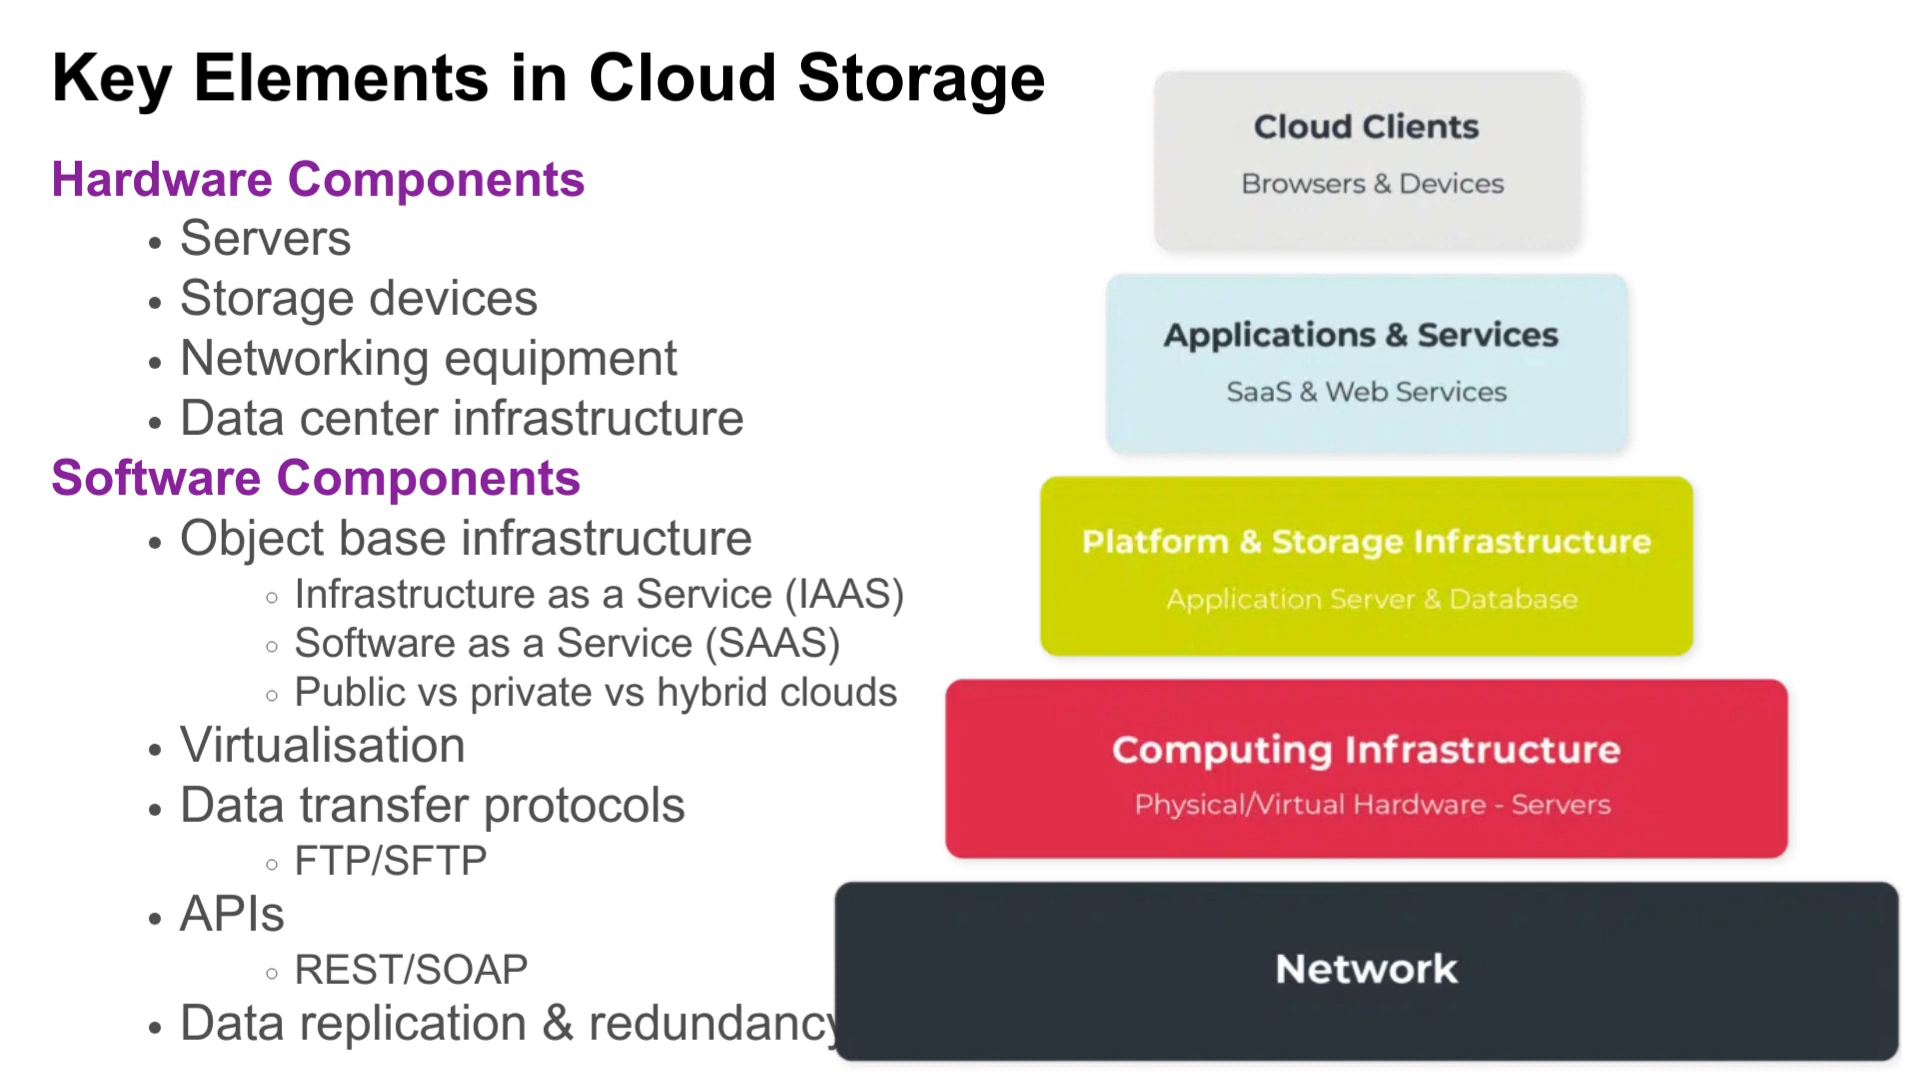 Key Elements in Cloud Storage
Hardware Components
• Servers
• Storage devices
• Networking equipment
• Data center infrastructure
Software Components
• Object base infrastructure
◦ Infrastructure as a Service (IAAS)
◦ Software as a Service (SAAS)
◦ Public vs private vs hybrid clouds
• Virtualisation
• Data transfer protocols
◦ FTP/SFTP
• APIs
◦ REST/SOAP
• Data replication & redundancy
Cloud Clients
Browsers & Devices
Applications & Services
SaaS & Web Services
Platform & Storage Infrastructure
Application Server & Database
Computing Infrastructure
Physical/Virtual Hardware - Servers
Network